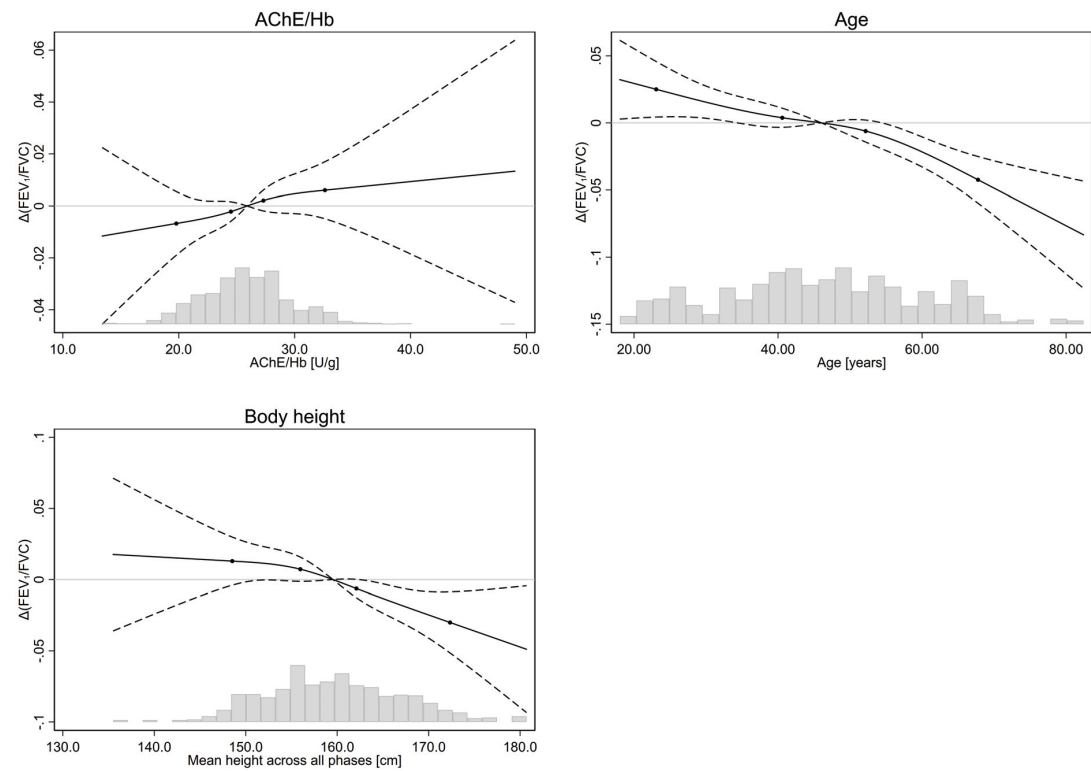 AChE/Hb
Δ(FEV₁/FVC)
.06
.04
.02
0
-.02
-.04
10.0 20.0 30.0 40.0 50.0
AChE/Hb [U/g]
Age
Δ(FEV₁/FVC)
.05
0
-.05
-.1
-.15
20.00 40.00 60.00 80.00
Age [years]
Body height
Δ(FEV₁/FVC)
.1
.05
0
-.05
-.1
130.0 140.0 150.0 160.0 170.0 180.0
Mean height across all phases [cm]